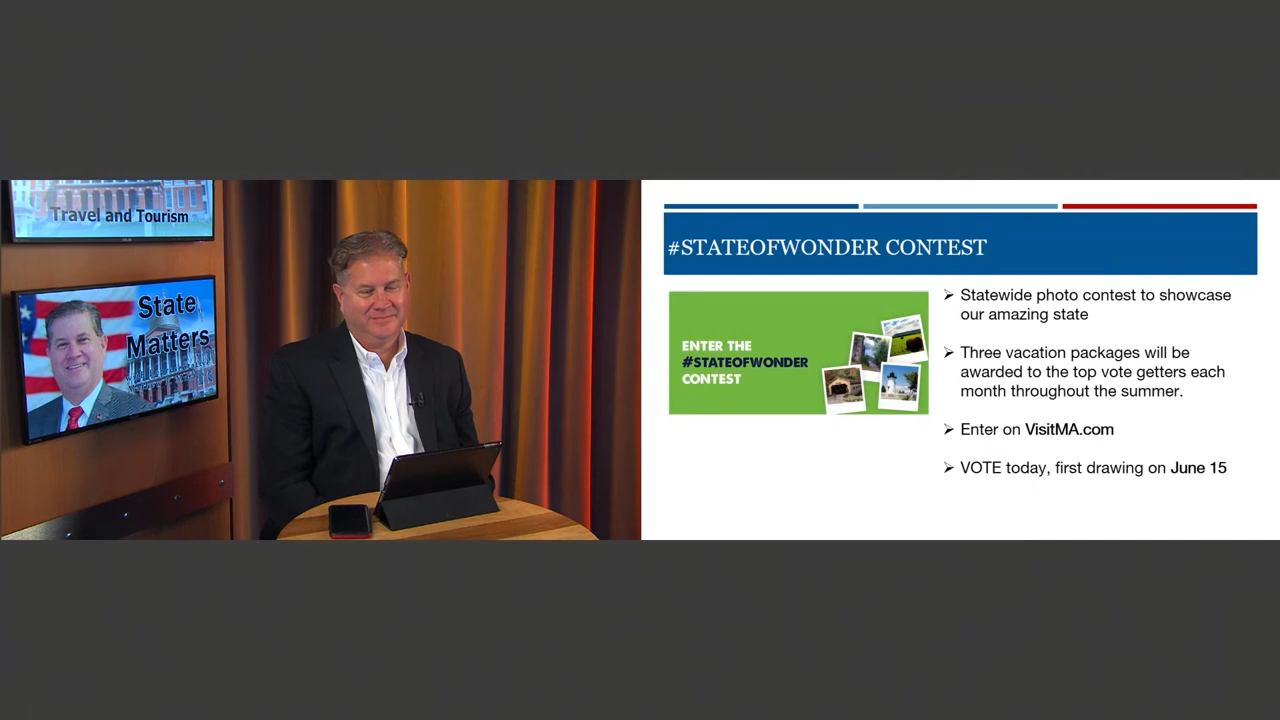 Travel and Tourism
State
Matters
#STATEOFWONDER CONTEST
ENTER THE
#STATEOFWONDER
CONTEST
➢ Statewide photo contest to showcase
our amazing state
➢ Three vacation packages will be
awarded to the top vote getters each
month throughout the summer.
➢ Enter on VisitMA.com
➢ VOTE today, first drawing on June 15